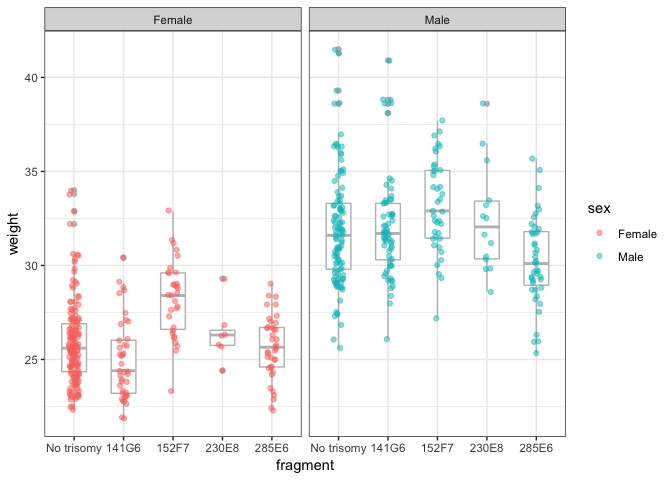 Female Male
weight
40
35
30
25
No trisomy 141G6 152F7 230E8 285E6 No trisomy 141G6 152F7 230E8 285E6
fragment
sex
Female
Male